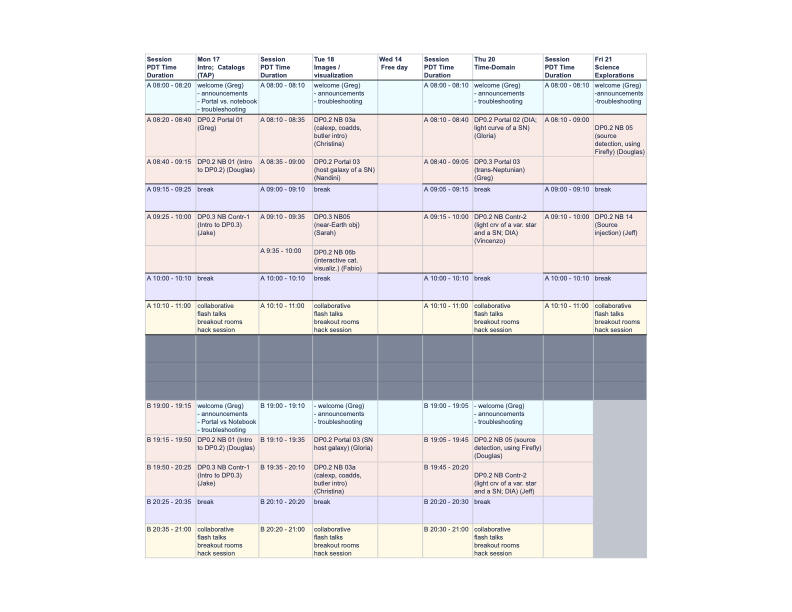 Session
PDT Time
Duration
Mon 17
Intro; Catalogs
(TAP)
Session
PDT Time
Duration
Tue 18
Images /
visualization
Wed 14
Free day
Session
PDT Time
Duration
Thu 20
Time-Domain
Session
PDT Time
Duration
Fri 21
Science
Explorations
A 08:00 - 08:20
welcome (Greg)
- announcements
- Portal vs. notebook
- troubleshooting
A 08:00 - 08:10
welcome (Greg)
- announcements
- troubleshooting
A 08:00 - 08:10
welcome (Greg)
- announcements
- troubleshooting
A 08:00 - 08:10
welcome (Greg)
-announcements
-troubleshooting
A 08:20 - 08:40
DP0.2 Portal 01
(Greg)
A 08:10 - 08:35
DP0.2 NB 03a
(calexp, coadds,
butler intro)
(Christina)
A 08:10 - 08:40
DP0.2 Portal 02 (DIA;
light curve of a SN)
(Gloria)
A 08:10 - 09:00
DP0.2 NB 05
(source
detection, using
Firefly) (Douglas)
A 08:40 - 09:15
DP0.2 NB 01 (Intro
to DP0.2) (Douglas)
A 08:35 - 09:00
DP0.2 Portal 03
(host galaxy of a SN)
(Nandini)
A 08:40 - 09:05
DP0.3 Portal 03
(trans-Neptunian)
(Greg)
A 09:15 - 09:25
break
A 09:00 - 09:10
break
A 09:05 - 09:15
break
A 09:00 - 09:10
break
A 09:25 - 10:00
DP0.3 NB Contr-1
(Intro to DP0.3)
(Jake)
A 09:10 - 09:35
DP0.3 NB05
(near-Earth obj)
(Sarah)
A 09:15 - 10:00
DP0.2 NB Contr-2
(light crv of a var. star
and a SN; DIA)
(Vincenzo)
A 09:10 - 10:00
DP0.2 NB 14
(Source
injection) (Jeff)
A 9:35 - 10:00
DP0.2 NB 06b
(interactive cat.
visualiz.) (Fabio)
A 10:00 - 10:10
break
A 10:00 - 10:10
break
A 10:00 - 10:10
break
A 10:00 - 10:10
break
A 10:10 - 11:00
collaborative
flash talks
breakout rooms
hack session
A 10:10 - 11:00
collaborative
flash talks
breakout rooms
hack session
A 10:10 - 11:00
collaborative
flash talks
breakout rooms
hack session
A 10:10 - 11:00
collaborative
flash talks
breakout rooms
hack session
B 19:00 - 19:15
welcome (Greg)
- announcements
- Portal vs Notebook
- troubleshooting
B 19:00 - 19:10
- welcome (Greg)
- announcements
- troubleshooting
B 19:00 - 19:05
- welcome (Greg)
- announcements
- troubleshooting
B 19:15 - 19:50
DP0.2 NB 01 (Intro
to DP0.2) (Douglas)
B 19:10 - 19:35
DP0.2 Portal 03 (SN
host galaxy) (Gloria)
B 19:05 - 19:45
DP0.2 NB 05 (source
detection, using Firefly)
(Douglas)
B 19:50 - 20:25
DP0.3 NB Contr-1
(Intro to DP0.3)
(Jake)
B 19:35 - 20:10
DP0.2 NB 03a
(calexp, coadds,
butler intro)
(Christina)
B 19:45 - 20:20
DP0.2 NB Contr-2
(light crv of a var. star
and a SN; DIA) (Jeff)
B 20:25 - 20:35
break
B 20:10 - 20:20
break
B 20:20 - 20:30
break
B 20:35 - 21:00
collaborative
flash talks
breakout rooms
hack session
B 20:20 - 21:00
collaborative
flash talks
breakout rooms
hack session
B 20:30 - 21:00
collaborative
flash talks
breakout rooms
hack session